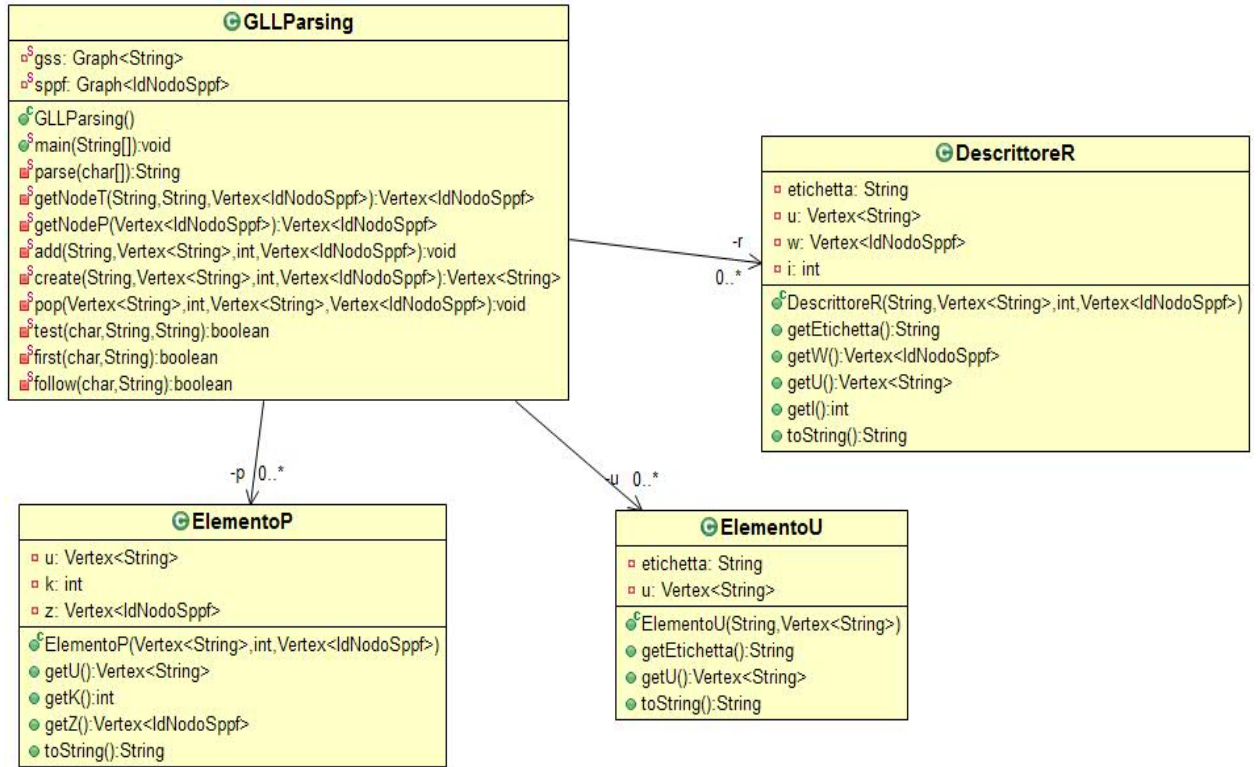 GLLParsing
gss: Graph<String>
sppf: Graph<IdNodoSppf>
GLLParsing()
main(String[]):void
parse(char[]):String
getNodeT(String,String,Vertex<IdNodoSppf>):Vertex<IdNodoSppf>
getNodeP(Vertex<IdNodoSppf>):Vertex<IdNodoSppf>
add(String,Vertex<String>,int,Vertex<IdNodoSppf>):void
create(String,Vertex<String>,int,Vertex<IdNodoSppf>):Vertex<String>
pop(Vertex<String>,int,Vertex<String>,Vertex<IdNodoSppf>):void
test(char,String,String):boolean
first(char,String):boolean
follow(char,String):boolean
-r
0..*
DescrittoreR
etichetta: String
u: Vertex<String>
w: Vertex<IdNodoSppf>
i: int
DescrittoreR(String,Vertex<String>,int,Vertex<IdNodoSppf>)
getEtichetta():String
getW():Vertex<IdNodoSppf>
getU():Vertex<String>
getI():int
toString():String
-p 0..*
-u 0..*
ElementoP
u: Vertex<String>
k: int
z: Vertex<IdNodoSppf>
ElementoP(Vertex<String>,int,Vertex<IdNodoSppf>)
getU():Vertex<String>
getK():int
getZ():Vertex<IdNodoSppf>
toString():String
ElementoU
etichetta: String
u: Vertex<String>
ElementoU(String,Vertex<String>)
getEtichetta():String
getU():Vertex<String>
toString():String